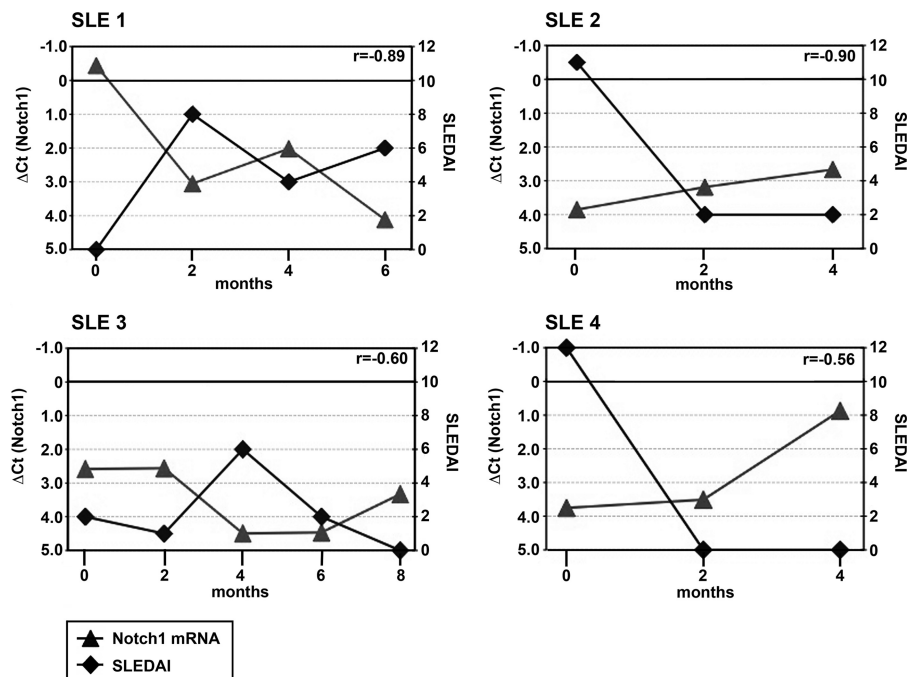 SLE 1
r=-0.89
-1.0
0
1.0
2.0
3.0
4.0
5.0
ΔCt (Notch1)
12
10
8
6
4
2
0
SLEDAI
0 2 4 6
months
SLE 2
r=-0.90
-1.0
0
1.0
2.0
3.0
4.0
5.0
ΔCt (Notch1)
12
10
8
6
4
2
0
SLEDAI
0 2 4
months
SLE 3
r=-0.60
-1.0
0
1.0
2.0
3.0
4.0
5.0
ΔCt (Notch1)
12
10
8
6
4
2
0
SLEDAI
0 2 4 6 8
months
SLE 4
r=-0.56
-1.0
0
1.0
2.0
3.0
4.0
5.0
ΔCt (Notch1)
12
10
8
6
4
2
0
SLEDAI
0 2 4
months
Notch1 mRNA
SLEDAI